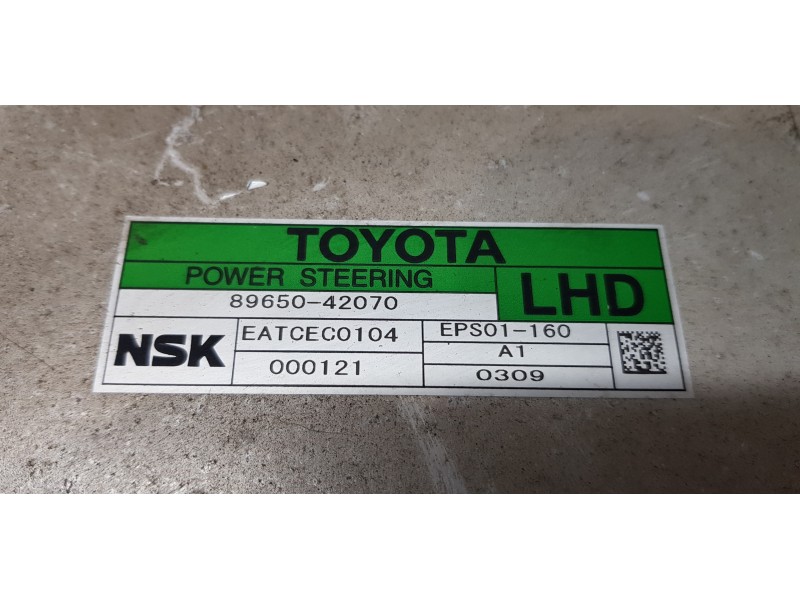 TOYOTA
POWER STEERING
LHD
89650-42070
NSK
EATCEC0104
EPS01-160
A1
000121
0309